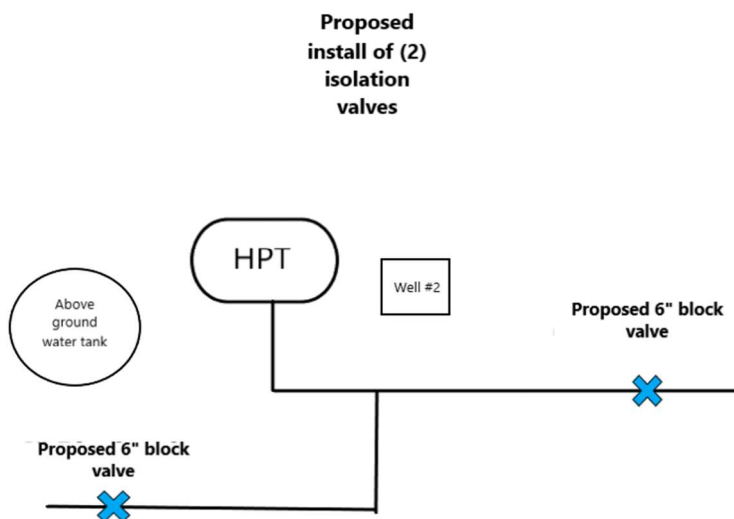 Proposed
install of (2)
isolation
valves
HPT
Well #2
Above
ground
water tank
Proposed 6" block
valve
Proposed 6" block
valve